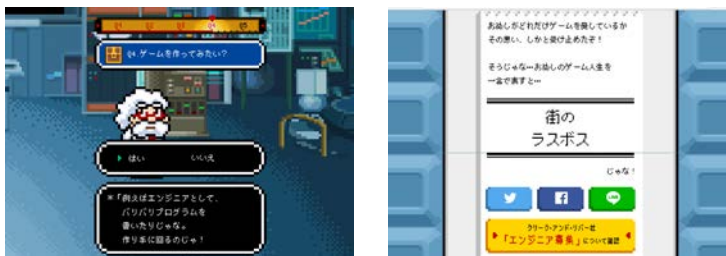 Q1 Q2 Q3 Q4 Q5
Q4.ゲームを作ってみたい?
▶ はい いいえ
*「例えばエンジニアとして、
バリバリプログラムを
書いたりじゃな。
作り手に回るのじゃ!
お主がどれだけゲームを愛しているか
その思い、しかと受け止めたぞ!
そうじゃな…お主のゲーム人生を
一言で表すと…
街の
ラスボス
じゃな!
クリーク・アンド・リバー社
「エンジニア募集」について確認